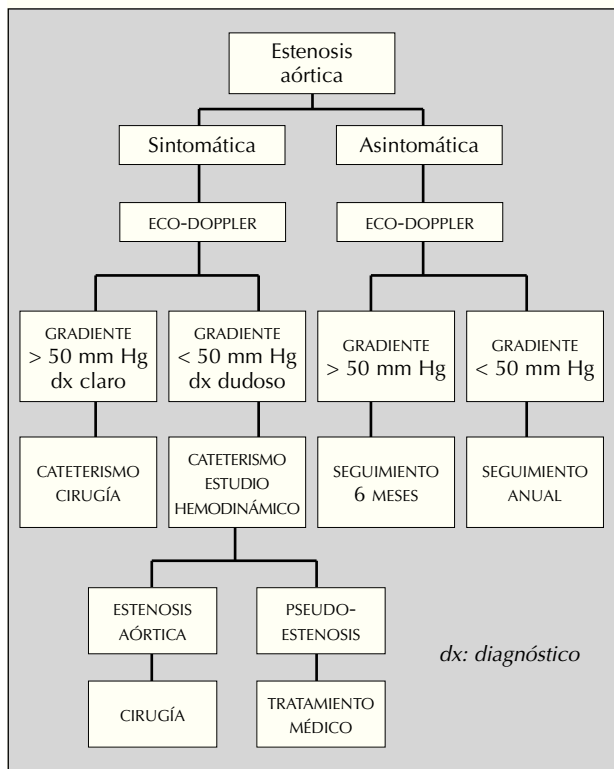 Estenosis
aórtica
Sintomática
Asintomática
ECO-DOPPLER
ECO-DOPPLER
GRADIENTE
> 50 mm Hg
dx claro
GRADIENTE
< 50 mm Hg
dx dudoso
GRADIENTE
> 50 mm Hg
GRADIENTE
< 50 mm Hg
CATETERISMO
CIRUGÍA
CATETERISMO
ESTUDIO
HEMODINÁMICO
SEGUIMIENTO
6 MESES
SEGUIMIENTO
ANUAL
ESTENOSIS
AÓRTICA
PSEUDO-
ESTENOSIS
dx: diagnóstico
CIRUGÍA
TRATAMIENTO
MÉDICO